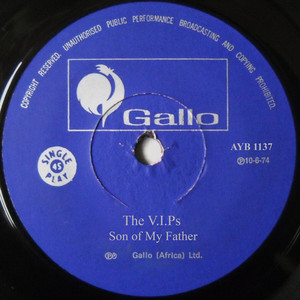 COPYRIGHT RESERVED. UNAUTHORISED PUBLIC PERFORMANCE BROADCASTING AND COPYING PROHIBITED.
Gallo
AYB 1137
Ⓟ10-6-74
SINGLE
45
PLAY
The V.I.Ps
Son of My Father
Gallo (Africa) Ltd.